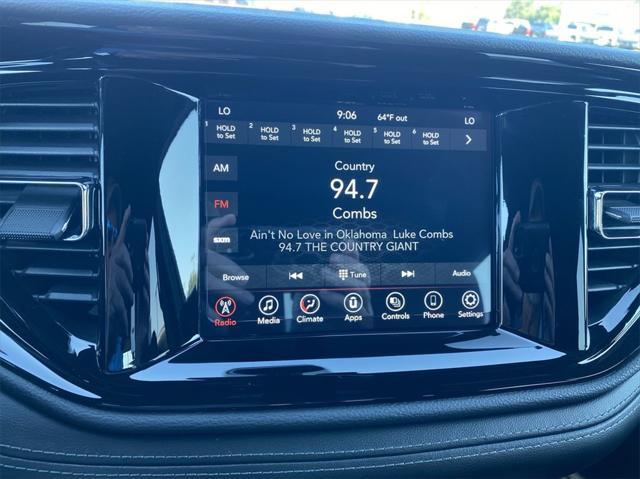 LO 9:06 64°F out LO
1 HOLD to Set 2 HOLD to Set 3 HOLD to Set 4 HOLD to Set 5 HOLD to Set 6 HOLD to Set
AM
Country
94.7
FM
Combs
SXM
Ain't No Love in Oklahoma Luke Combs
94.7 THE COUNTRY GIANT
Browse Tune Audio
Radio Media Climate Apps Controls Phone Settings